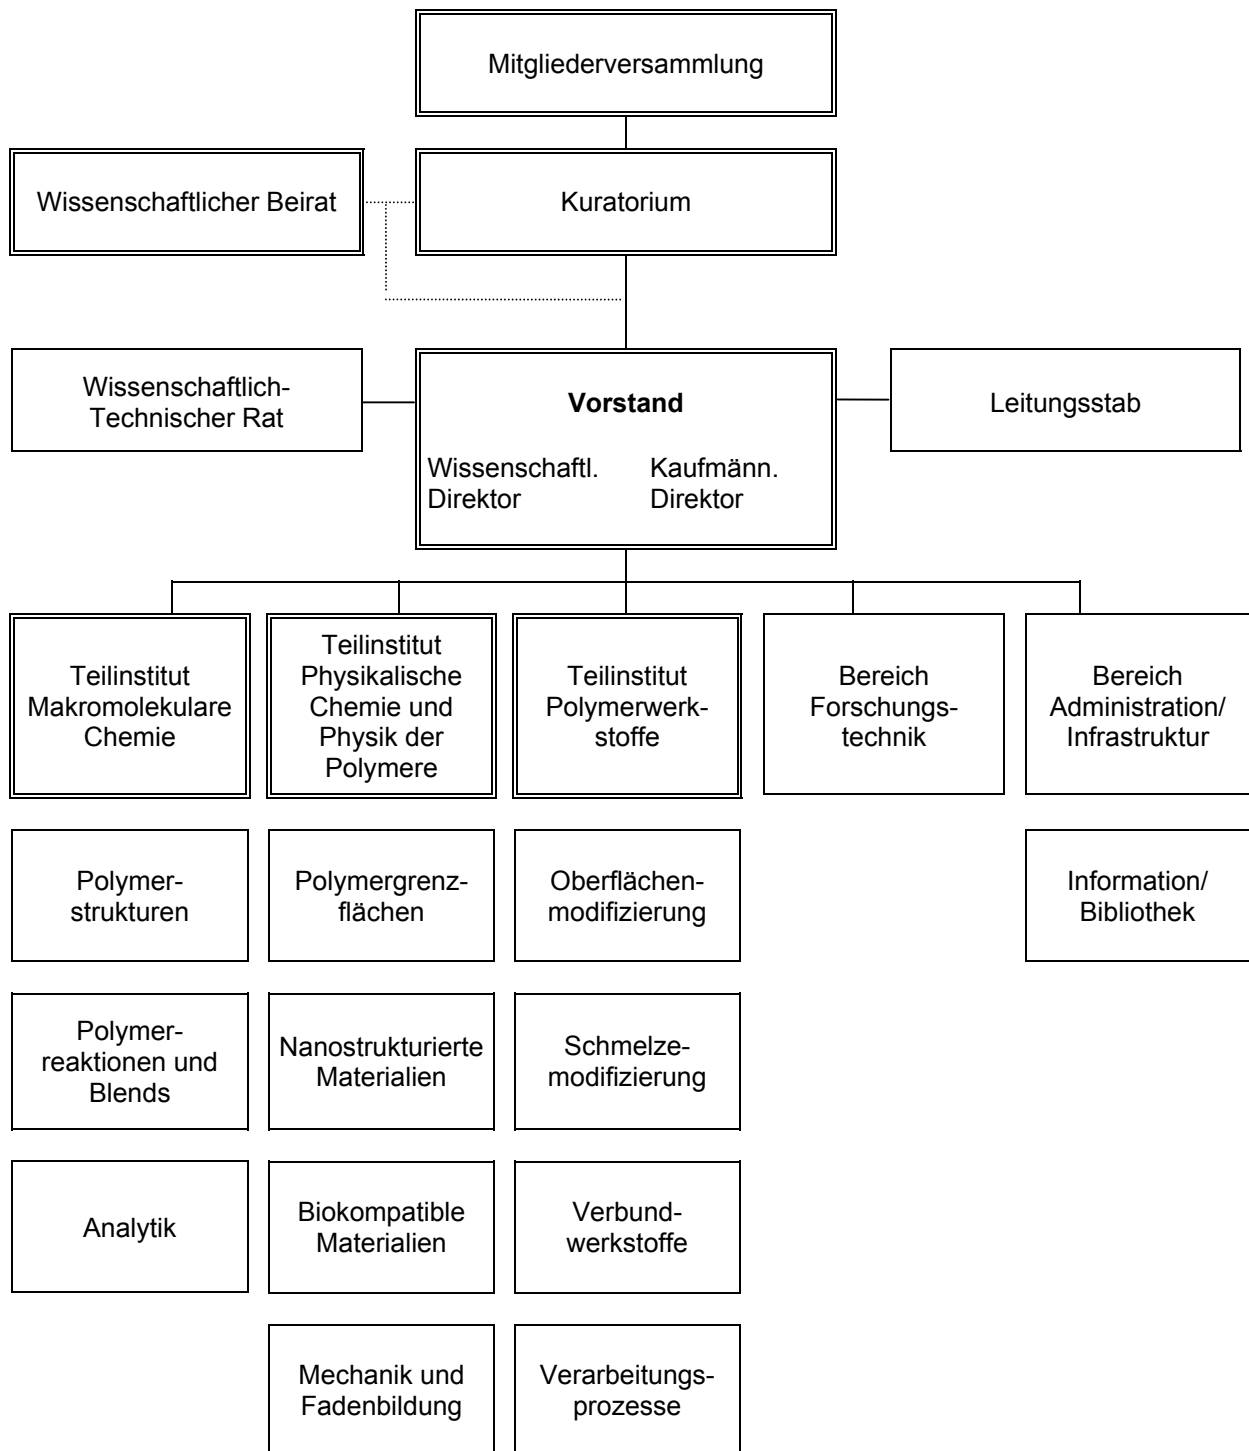 Mitgliederversammlung
Wissenschaftlicher Beirat
Kuratorium
Wissenschaftlich-
Technischer Rat
Vorstand
Wissenschaftl.
Direktor
Kaufmänn.
Direktor
Leitungsstab
Teilinstitut
Makromolekulare
Chemie
Teilinstitut
Physikalische
Chemie und
Physik der
Polymere
Teilinstitut
Polymerwerk-
stoffe
Bereich
Forschungs-
technik
Bereich
Administration/
Infrastruktur
Polymer-
strukturen
Polymergrenz-
flächen
Oberflächen-
modifizierung
Information/
Bibliothek
Polymer-
reaktionen und
Blends
Nanostrukturierte
Materialien
Schmelze-
modifizierung
Analytik
Biokompatible
Materialien
Verbund-
werkstoffe
Mechanik und
Fadenbildung
Verarbeitungs-
prozesse